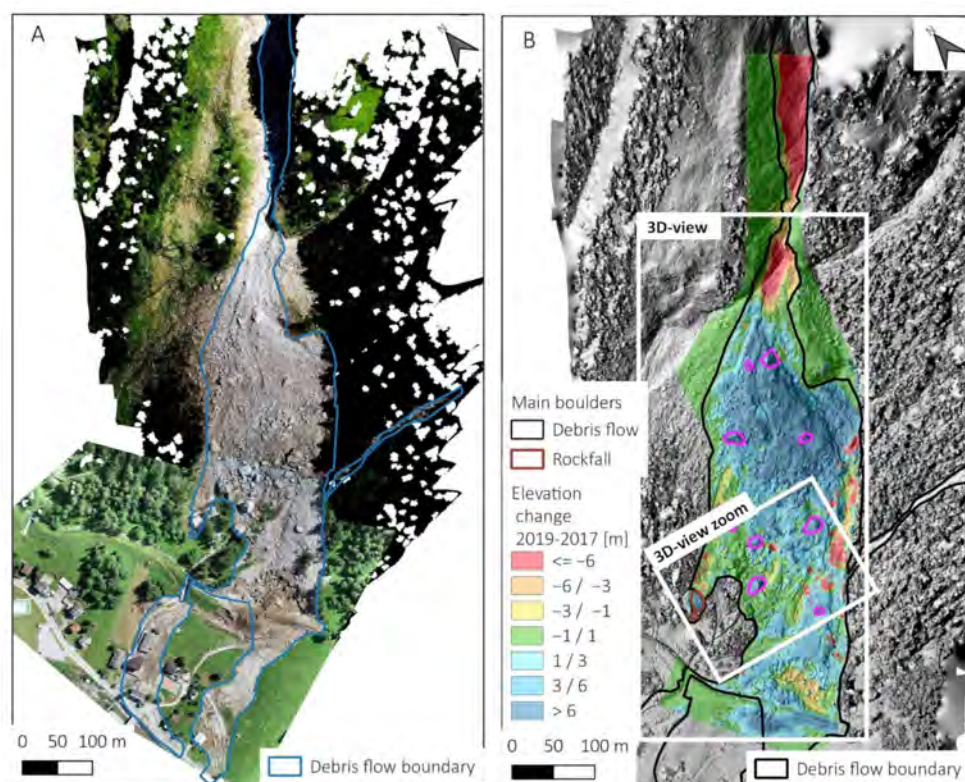 A
N
0 50 100 m
Debris flow boundary
B
N
3D-view
Main boulders
Debris flow
Rockfall
Elevation
change
2019-2017 [m]
<= −6
−6 / −3
−3 / −1
−1 / 1
1 / 3
3 / 6
> 6
3D-view zoom
0 50 100 m
Debris flow boundary